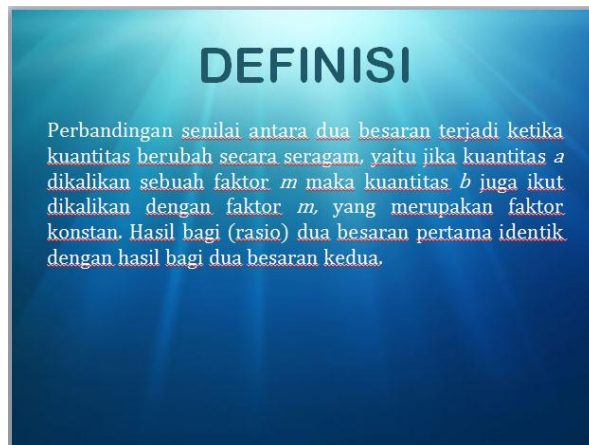 DEFINISI
Perbandingan senilai antara dua besaran terjadi ketika
kuantitas berubah secara seragam, yaitu jika kuantitas a
dikalikan sebuah faktor m maka kuantitas b juga ikut
dikalikan dengan faktor m, yang merupakan faktor
konstan. Hasil bagi (rasio) dua besaran pertama identik
dengan hasil bagi dua besaran kedua.